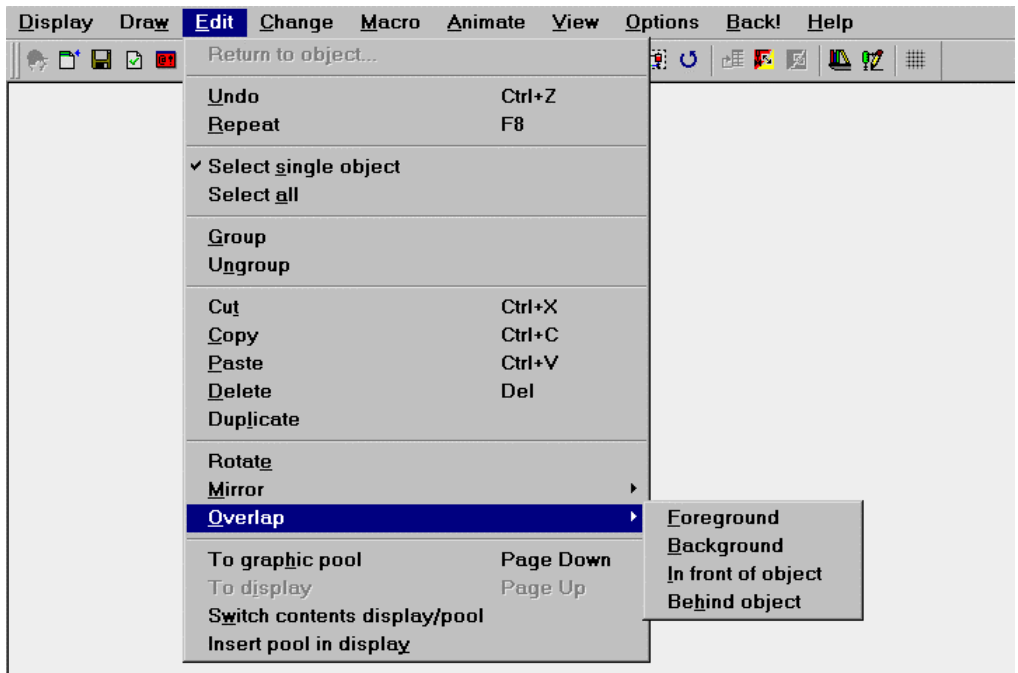 Display Draw Edit Change Macro Animate View Options Back! Help
Return to object...
Undo Ctrl+Z
Repeat F8
Select single object
Select all
Group
Ungroup
Cut Ctrl+X
Copy Ctrl+C
Paste Ctrl+V
Delete Del
Duplicate
Rotate
Mirror
Overlap
Foreground
Background
In front of object
Behind object
To graphic pool Page Down
To display Page Up
Switch contents display/pool
Insert pool in display